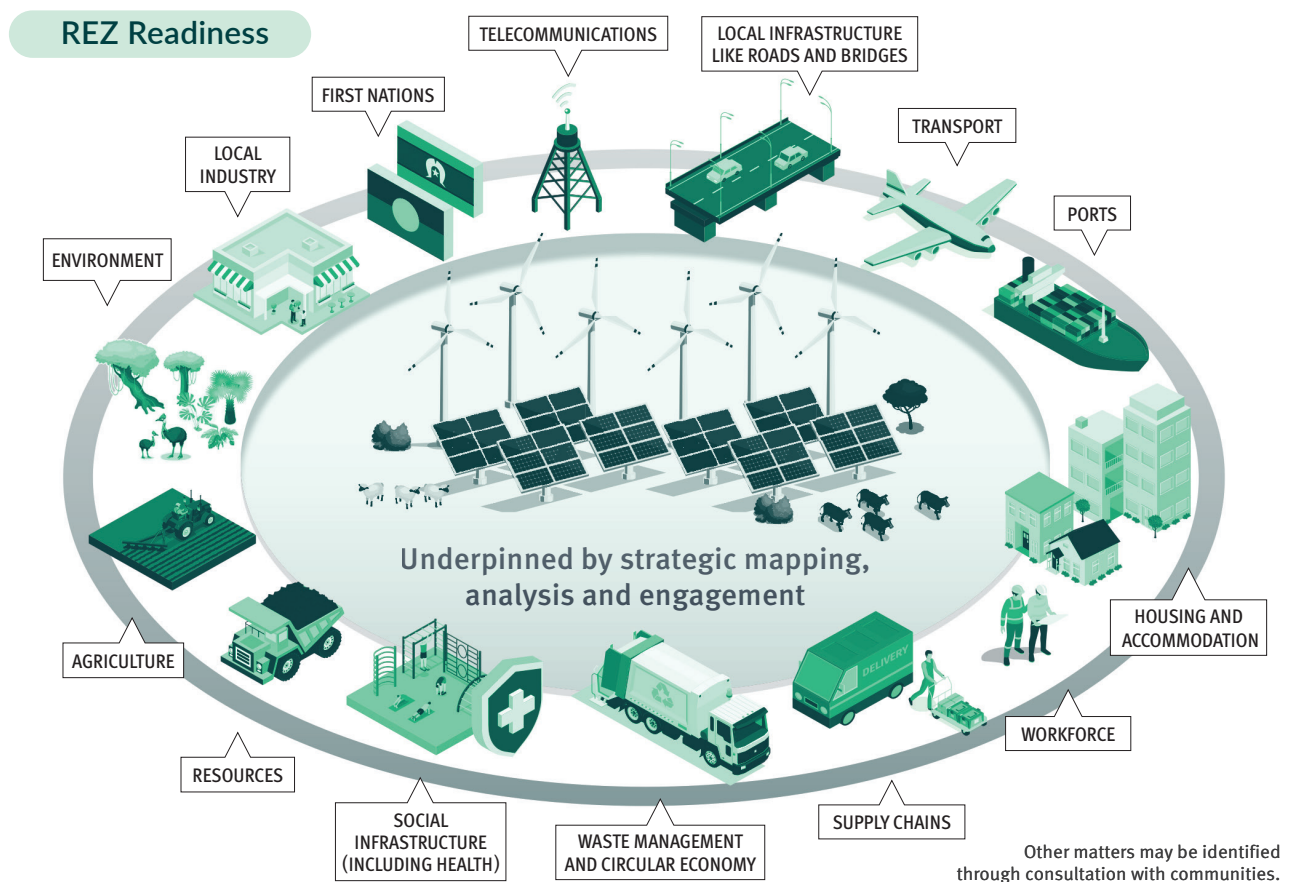 REZ Readiness
TELECOMMUNICATIONS
LOCAL INFRASTRUCTURE
LIKE ROADS AND BRIDGES
FIRST NATIONS
TRANSPORT
LOCAL
INDUSTRY
PORTS
ENVIRONMENT
Underpinned by strategic mapping,
analysis and engagement
HOUSING AND
ACCOMMODATION
AGRICULTURE
DELIVERY
WORKFORCE
RESOURCES
SOCIAL
INFRASTRUCTURE
(INCLUDING HEALTH)
WASTE MANAGEMENT
AND CIRCULAR ECONOMY
SUPPLY CHAINS
Other matters may be identified
through consultation with communities.